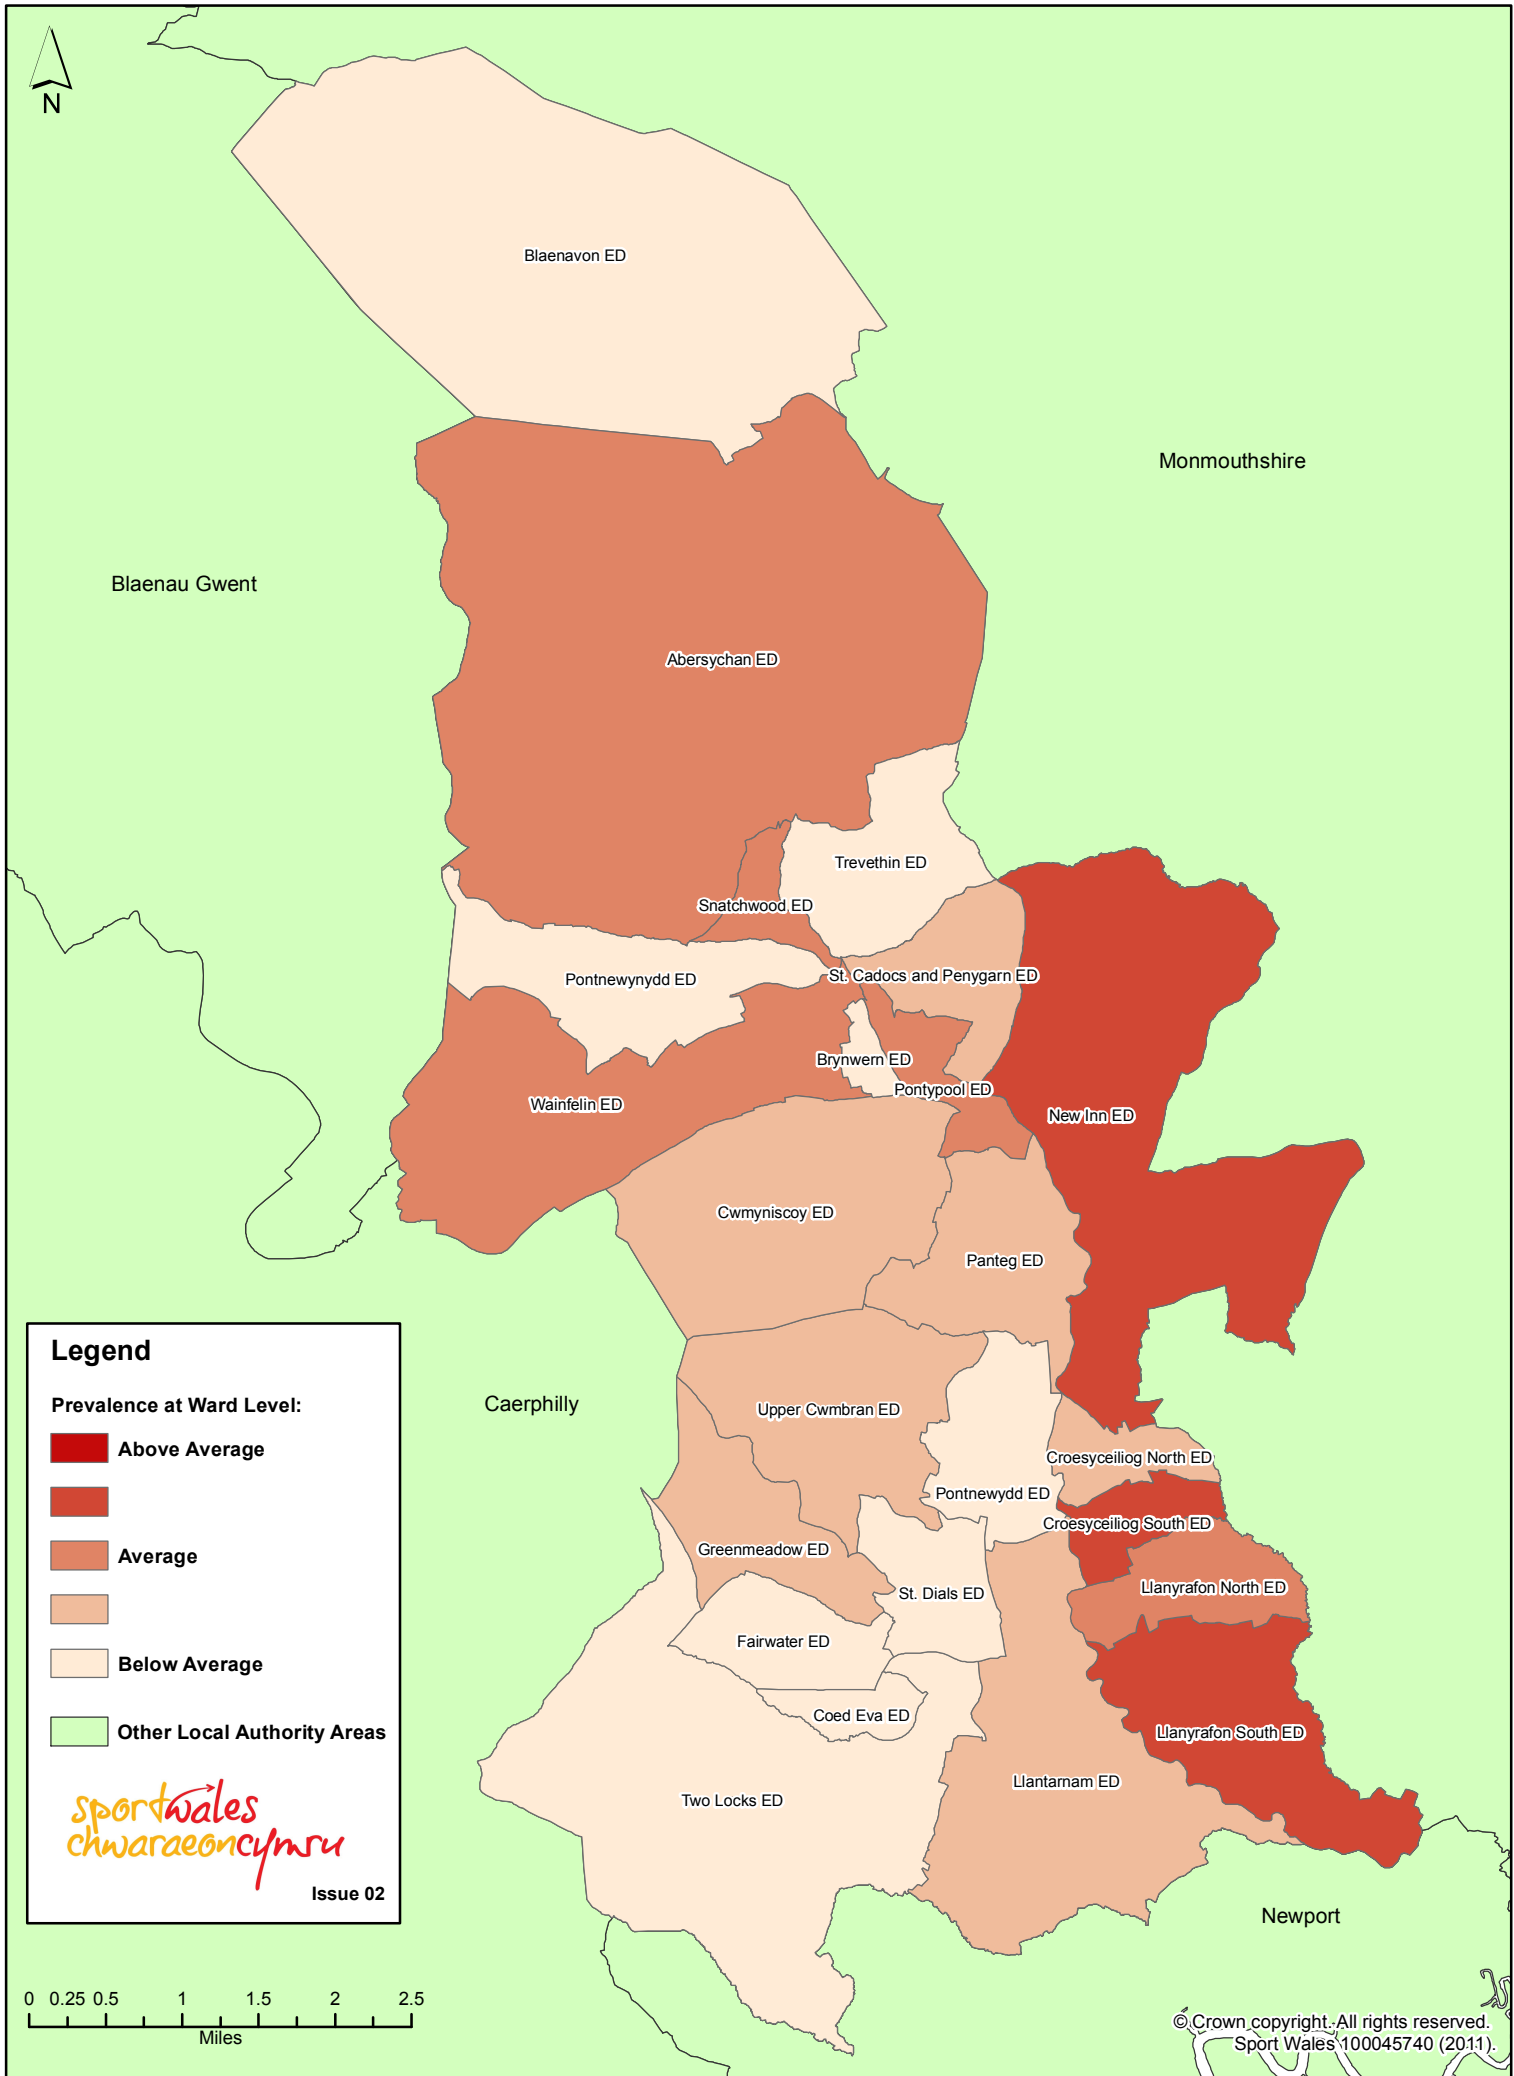 N
Blaenavon ED
Monmouthshire
Blaenau Gwent
Abersychan ED
Trevethin ED
Snatchwood ED
St. Cadocs and Penygarn ED
Pontnewynydd ED
Brynwern ED
Pontypool ED
Wainfelin ED
New Inn ED
Cwmyniscoy ED
Panteg ED
Caerphilly
Upper Cwmbran ED
Croesyceiliog North ED
Pontnewydd ED
Croesyceiliog South ED
Greenmeadow ED
Llanyrafon North ED
St. Dials ED
Fairwater ED
Coed Eva ED
Llanyrafon South ED
Llantarnam ED
Two Locks ED
Newport
Legend
Prevalence at Ward Level:
Above Average
Average
Below Average
Other Local Authority Areas
sportwales
chwaraeoncymru
Issue 02
0 0.25 0.5 1 1.5 2 2.5
Miles
© Crown copyright. All rights reserved.
Sport Wales 100045740 (2011).